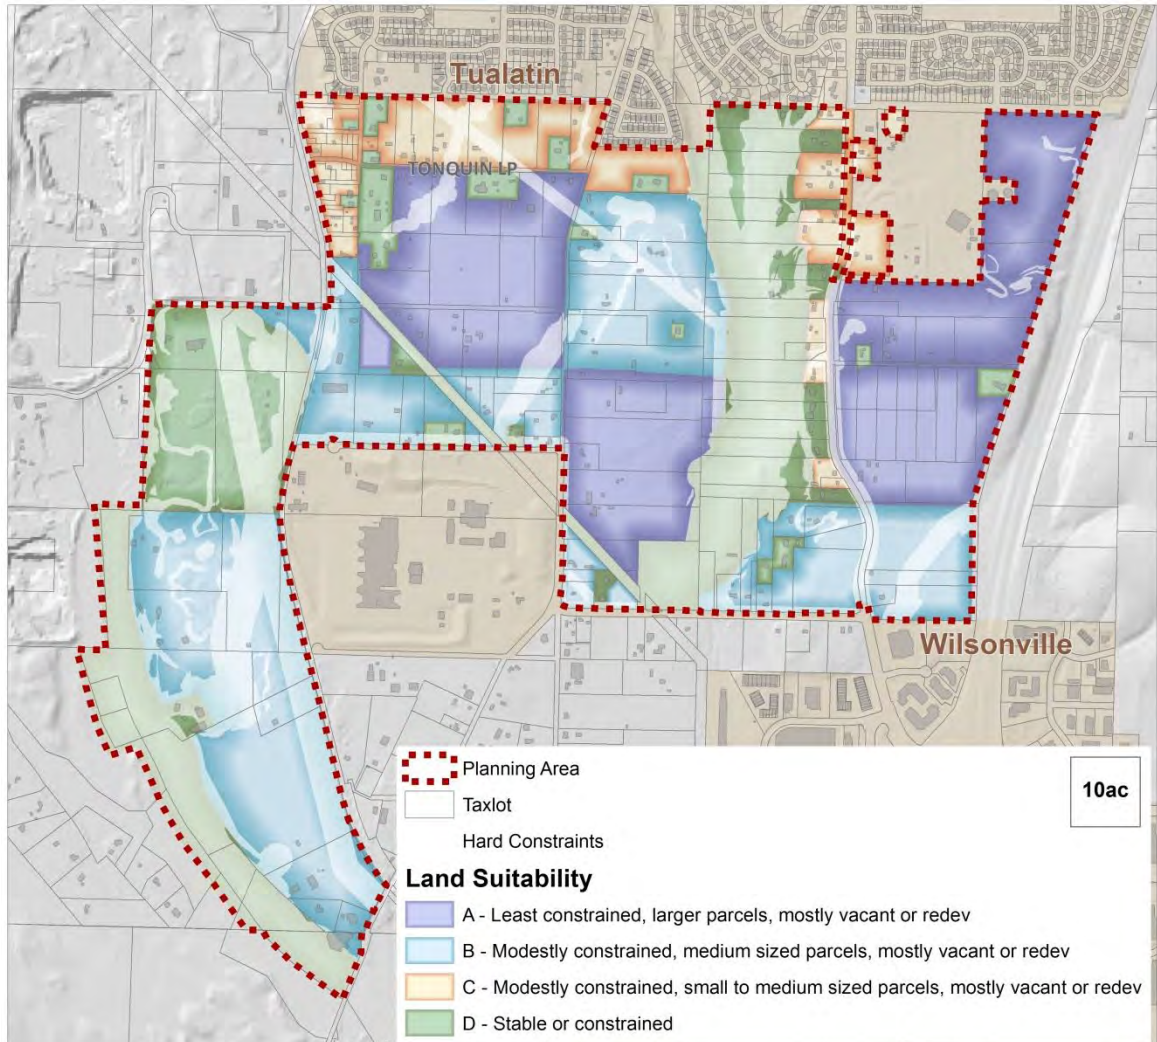 Tualatin
TONQUIN LP
Wilsonville
Planning Area
Taxlot
Hard Constraints
10ac
Land Suitability
A - Least constrained, larger parcels, mostly vacant or redev
B - Modestly constrained, medium sized parcels, mostly vacant or redev
C - Modestly constrained, small to medium sized parcels, mostly vacant or redev
D - Stable or constrained